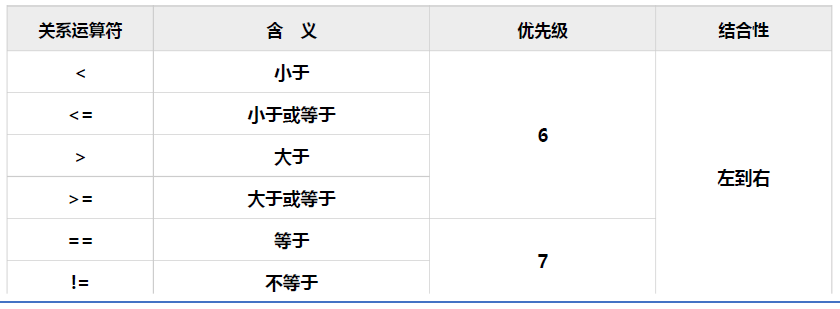 关系运算符 含 义 优先级 结合性
< 小于
<= 小于或等于
6
> 大于
左到右
>= 大于或等于
== 等于
7
!= 不等于